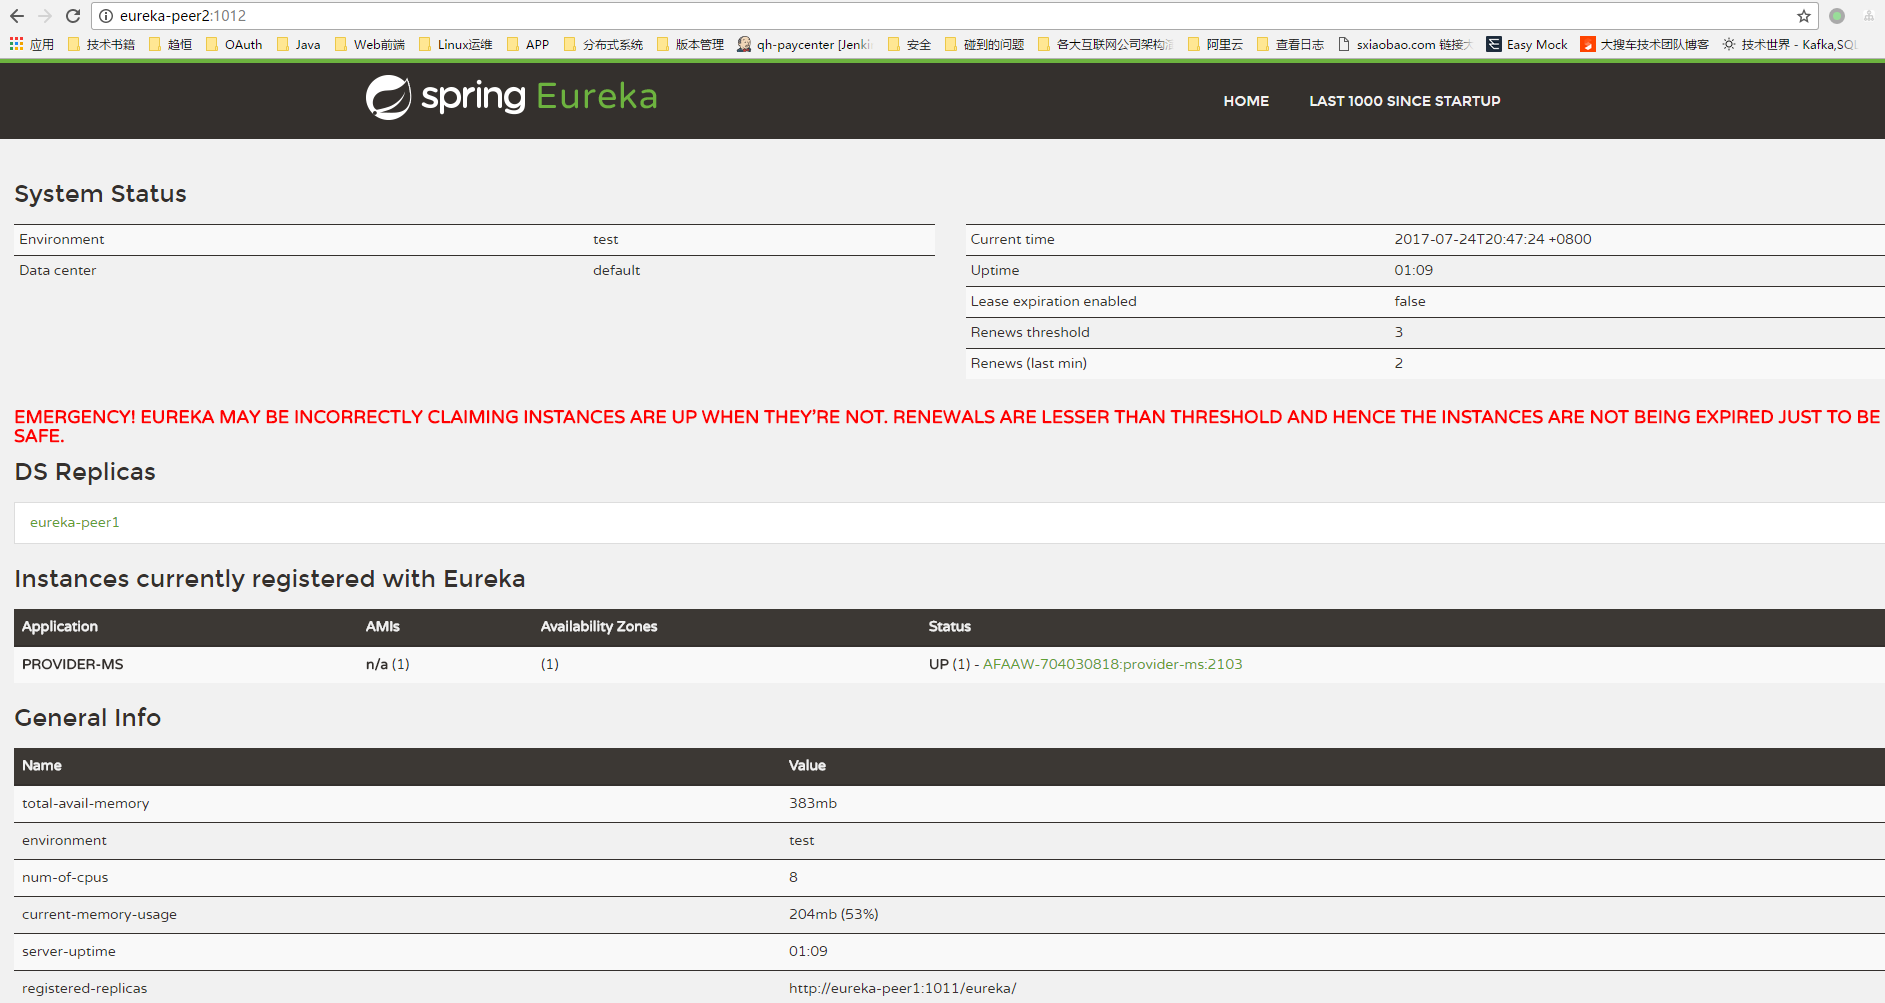 eureka-peer2:1012
应用 技术书籍 趋恒 OAuth Java Web前端 Linux运维 APP 分布式系统 版本管理 qh-paycenter [Jenki 安全 碰到的问题 各大互联网公司架构 阿里云 查看日志 sxiaobao.com 链接 Easy Mock 大搜车技术团队博客 技术世界 - Kafka,SQL
spring Eureka
HOME LAST 1000 SINCE STARTUP
System Status
Environment test
Data center default
Current time 2017-07-24T20:47:24 +0800
Uptime 01:09
Lease expiration enabled false
Renews threshold 3
Renews (last min) 2
EMERGENCY! EUREKA MAY BE INCORRECTLY CLAIMING INSTANCES ARE UP WHEN THEY'RE NOT. RENEWALS ARE LESSER THAN THRESHOLD AND HENCE THE INSTANCES ARE NOT BEING EXPIRED JUST TO BE
SAFE.
DS Replicas
eureka-peer1
Instances currently registered with Eureka
Application AMIs Availability Zones Status
PROVIDER-MS n/a (1) (1) UP (1) - AFAAW-704030818:provider-ms:2103
General Info
Name Value
total-avail-memory 383mb
environment test
num-of-cpus 8
current-memory-usage 204mb (53%)
server-uptime 01:09
registered-replicas http://eureka-peer1:1011/eureka/